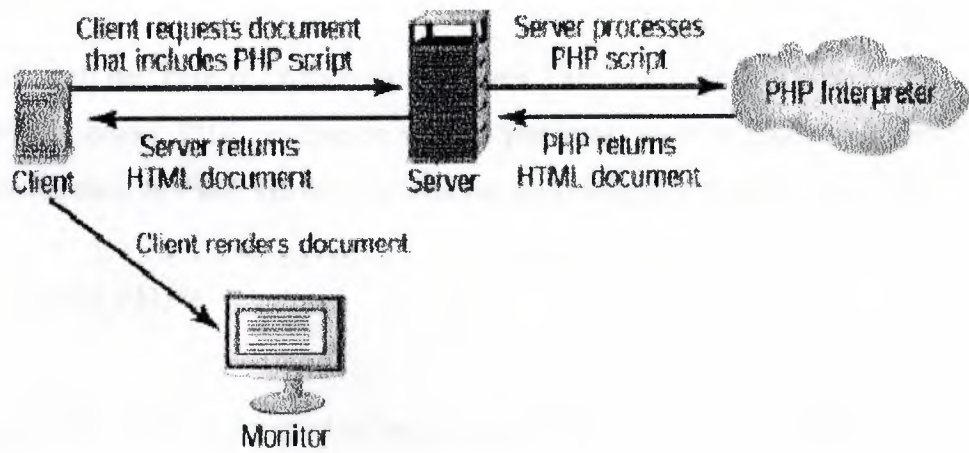 Client requests document
that includes PHP script
Server processes
PHP script
PHP Interpreter
Server returns
HTML document
PHP returns
HTML document
Client
Server
Client renders document
Monitor